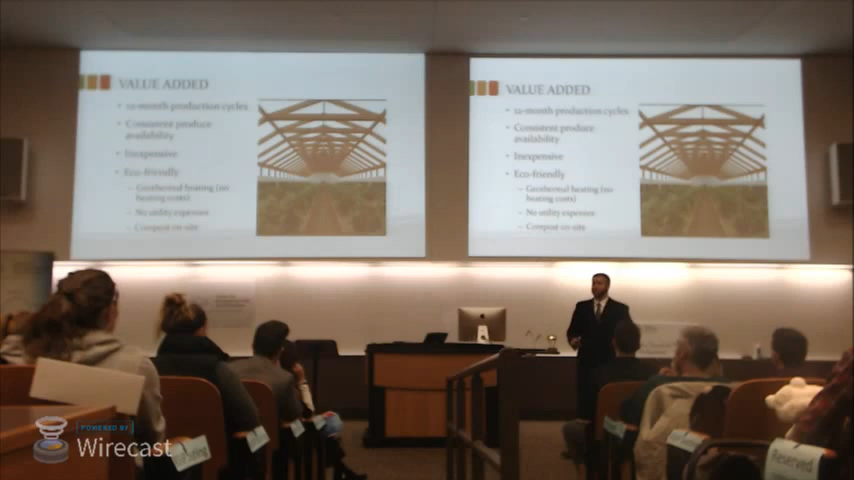 VALUE ADDED
12-month production cycles
Consistent produce
availability
Inexpensive
Eco-friendly
– Geothermal heating (no
heating costs)
– No utility expenses
– Compost on-site
VALUE ADDED
12-month production cycles
Consistent produce
availability
Inexpensive
Eco-friendly
– Geothermal heating (no
heating costs)
– No utility expenses
– Compost on-site
POWERED BY
Wirecast
Reserved